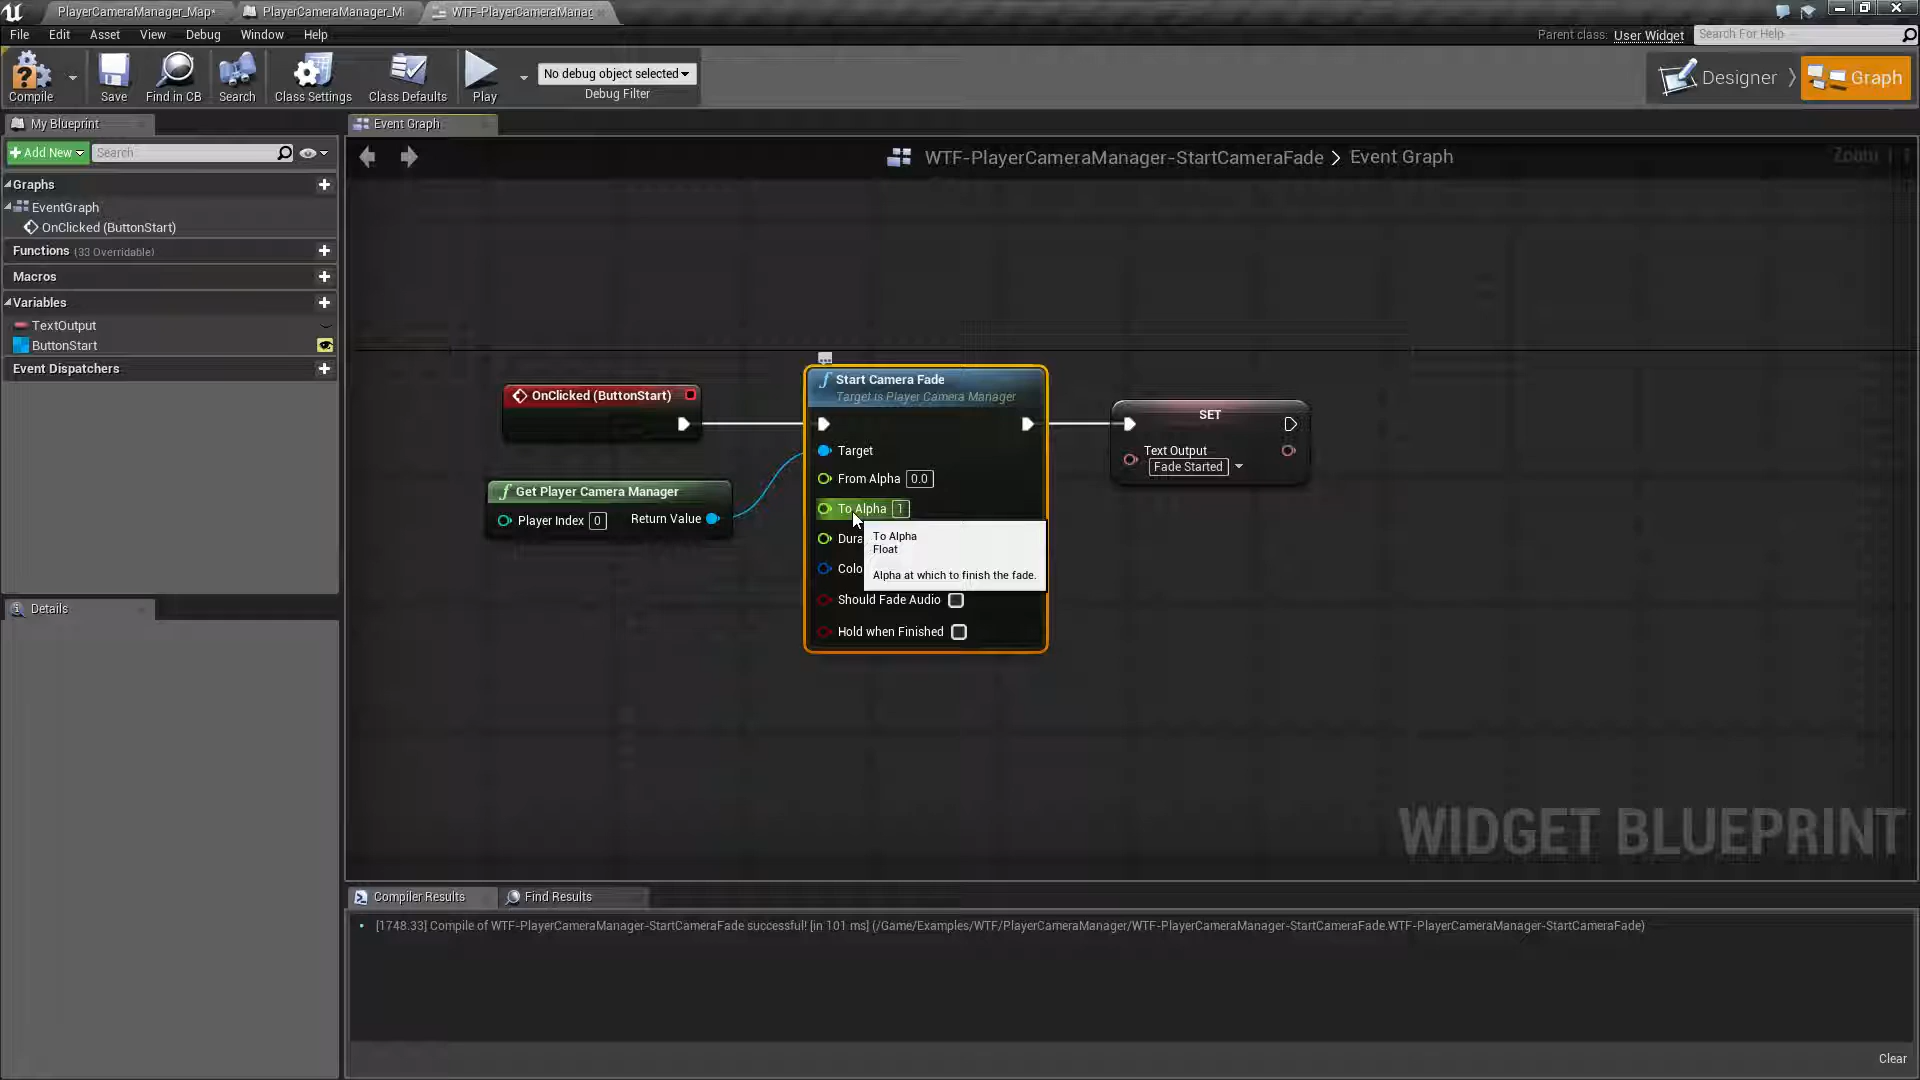 PlayerCameraManager_Map*
PlayerCameraManager_Ma
WTF-PlayerCameraManag
File Edit Asset View Debug Window Help
Parent class: User Widget
Search For Help
Compile
Save
Find in CB
Search
Class Settings
Class Defaults
Play
No debug object selected
Debug Filter
Designer
Graph
My Blueprint
Add New
Search
Graphs
EventGraph
OnClicked (ButtonStart)
Functions (33 Overridable)
Macros
Variables
TextOutput
ButtonStart
Event Dispatchers
Details
Event Graph
WTF-PlayerCameraManager-StartCameraFade > Event Graph
Zoom
OnClicked (ButtonStart)
Get Player Camera Manager
Player Index 0 Return Value
Start Camera Fade
Target is Player Camera Manager
Target
From Alpha 0.0
To Alpha 1
Dura
Colo
Should Fade Audio
Hold when Finished
To Alpha
Float
Alpha at which to finish the fade.
SET
Text Output
Fade Started
WIDGET BLUEPRINT
Compiler Results
Find Results
[1748.33] Compile of WTF-PlayerCameraManager-StartCameraFade successful! [in 101 ms] (/Game/Examples/WTF/PlayerCameraManager/WTF-PlayerCameraManager-StartCameraFade.WTF-PlayerCameraManager-StartCameraFade)
Clear